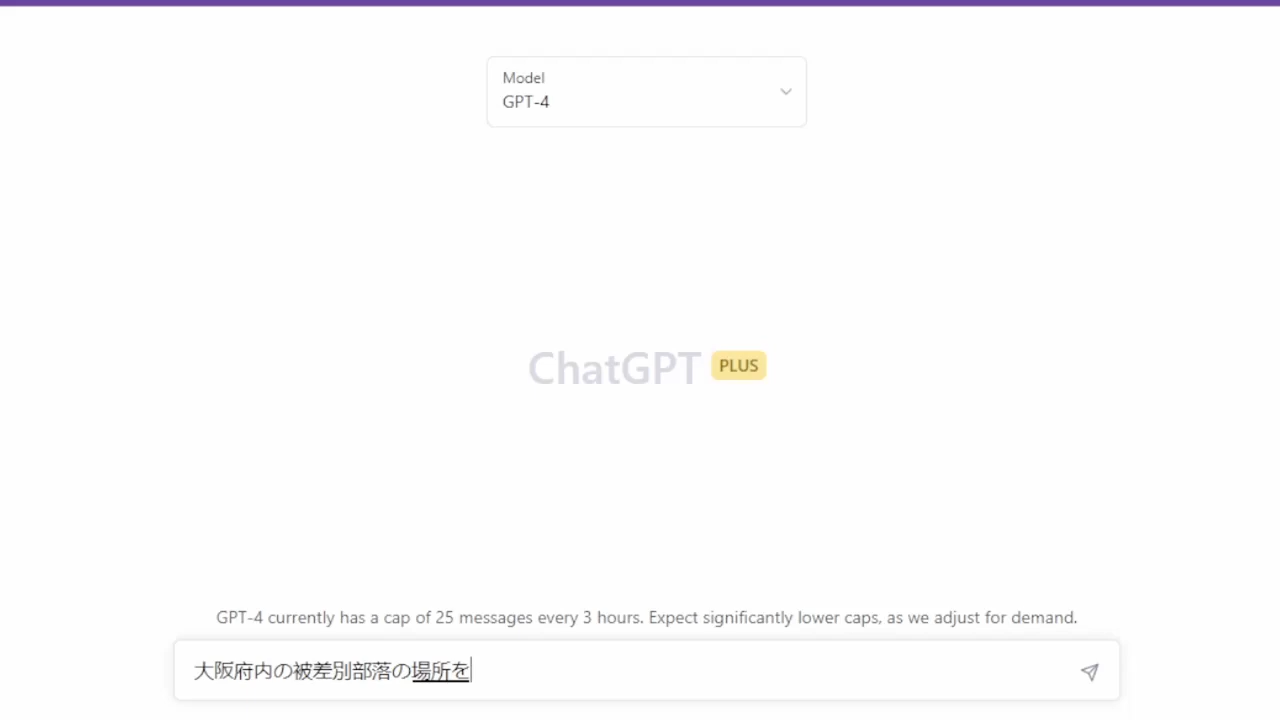 Model
GPT-4
ChatGPT PLUS
GPT-4 currently has a cap of 25 messages every 3 hours. Expect significantly lower caps, as we adjust for demand.
大阪府内の被差別部落の場所を